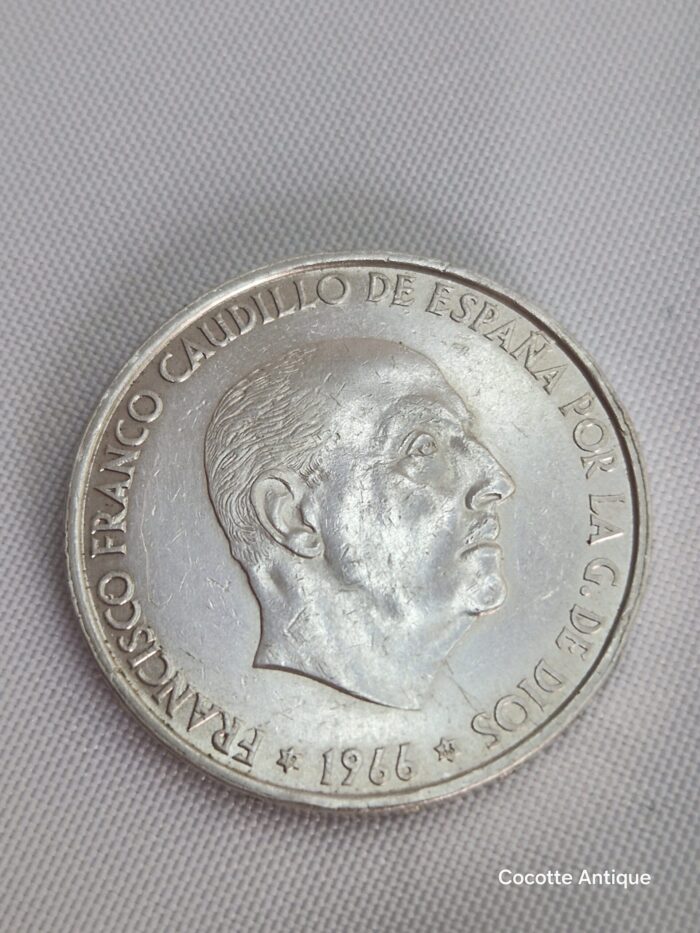 FRANCISCO FRANCO CAUDILLO DE ESPAÑA POR LA G. DE DIOS
* 1966 *
Cocotte Antique